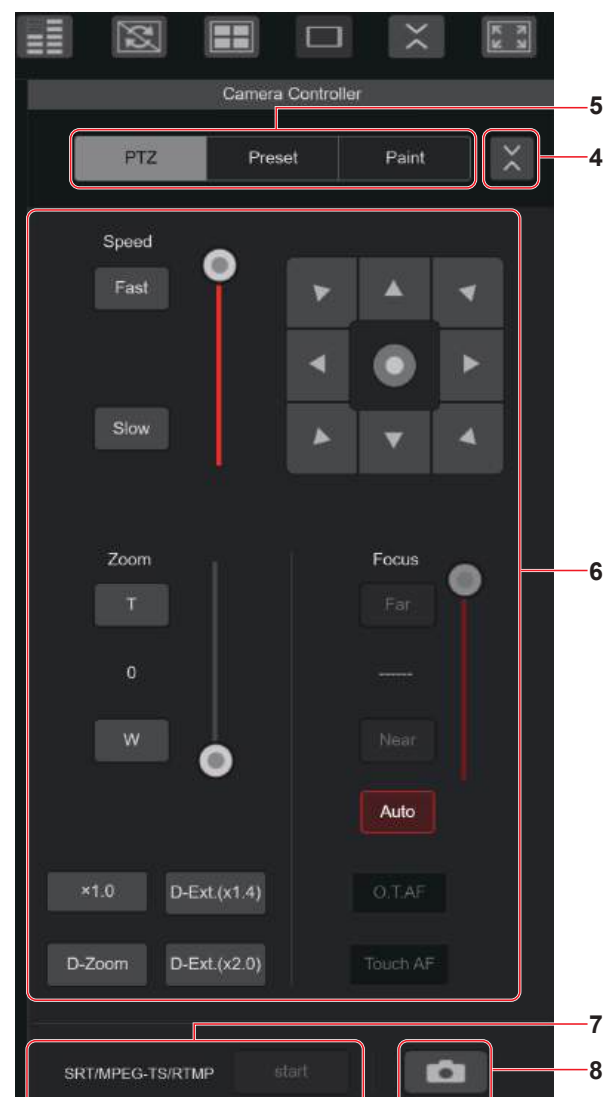 Camera Controller
5
PTZ Preset Paint
4
Speed
Fast
Slow
Zoom Focus
6
T Far
0 ------
W Near
Auto
×1.0 D-Ext.(x1.4) O.T.AF
D-Zoom D-Ext.(x2.0) Touch AF
7
SRT/MPEG-TS/RTMP start
8